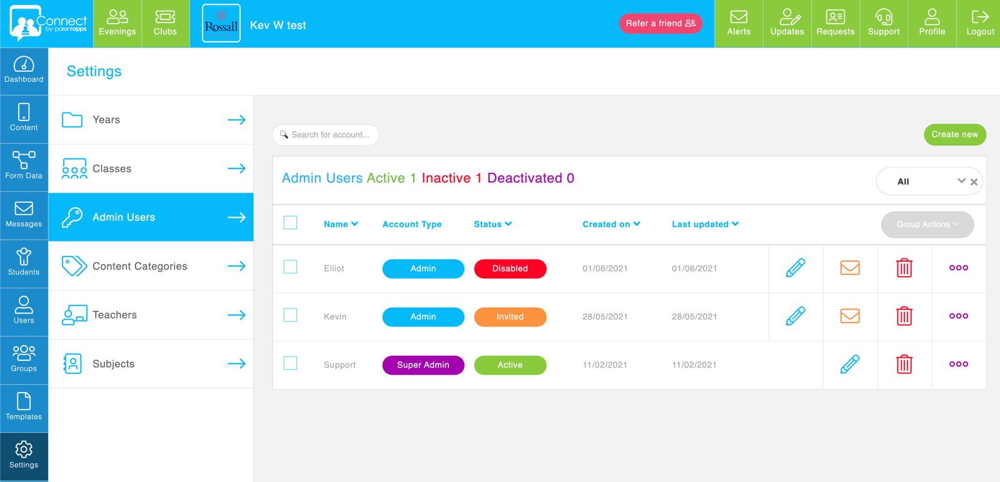 Connect
by parentapps
Evenings
Clubs
Rossall
Kev W test
Refer a friend
Alerts
Updates
Requests
Support
Profile
Logout
Dashboard
Content
Form Data
Messages
Students
Users
Groups
Templates
Settings
Settings
Years
Classes
Admin Users
Content Categories
Teachers
Subjects
Search for account...
Create new
Admin Users Active 1 Inactive 1 Deactivated 0
All
Name Account Type Status Created on Last updated Group Actions
Elliot Admin Disabled 01/06/2021 01/06/2021
Kevin Admin Invited 28/05/2021 28/05/2021
Support Super Admin Active 11/02/2021 11/02/2021